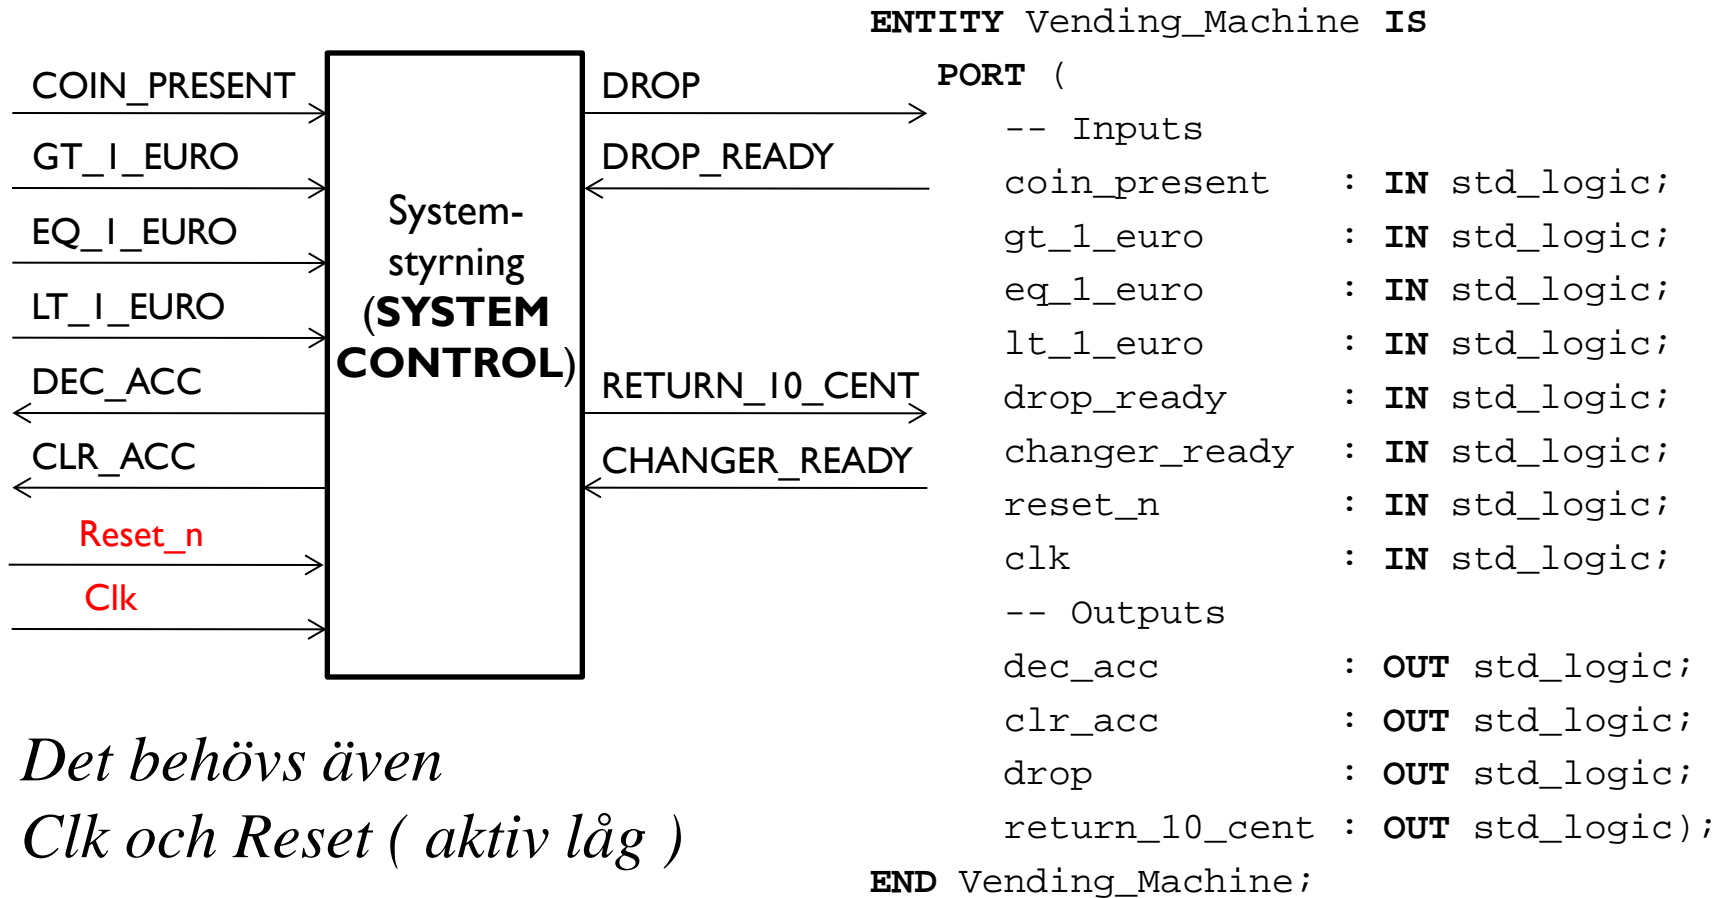 COIN_PRESENT
GT_1_EURO
EQ_1_EURO
LT_1_EURO
DEC_ACC
CLR_ACC
Reset_n
Clk
System-
styrning
(SYSTEM
CONTROL)
DROP
DROP_READY
RETURN_10_CENT
CHANGER_READY
Det behövs även
Clk och Reset ( aktiv låg )
ENTITY Vending_Machine IS
PORT (
-- Inputs
coin_present : IN std_logic;
gt_1_euro : IN std_logic;
eq_1_euro : IN std_logic;
lt_1_euro : IN std_logic;
drop_ready : IN std_logic;
changer_ready : IN std_logic;
reset_n : IN std_logic;
clk : IN std_logic;
-- Outputs
dec_acc : OUT std_logic;
clr_acc : OUT std_logic;
drop : OUT std_logic;
return_10_cent : OUT std_logic);
END Vending_Machine;